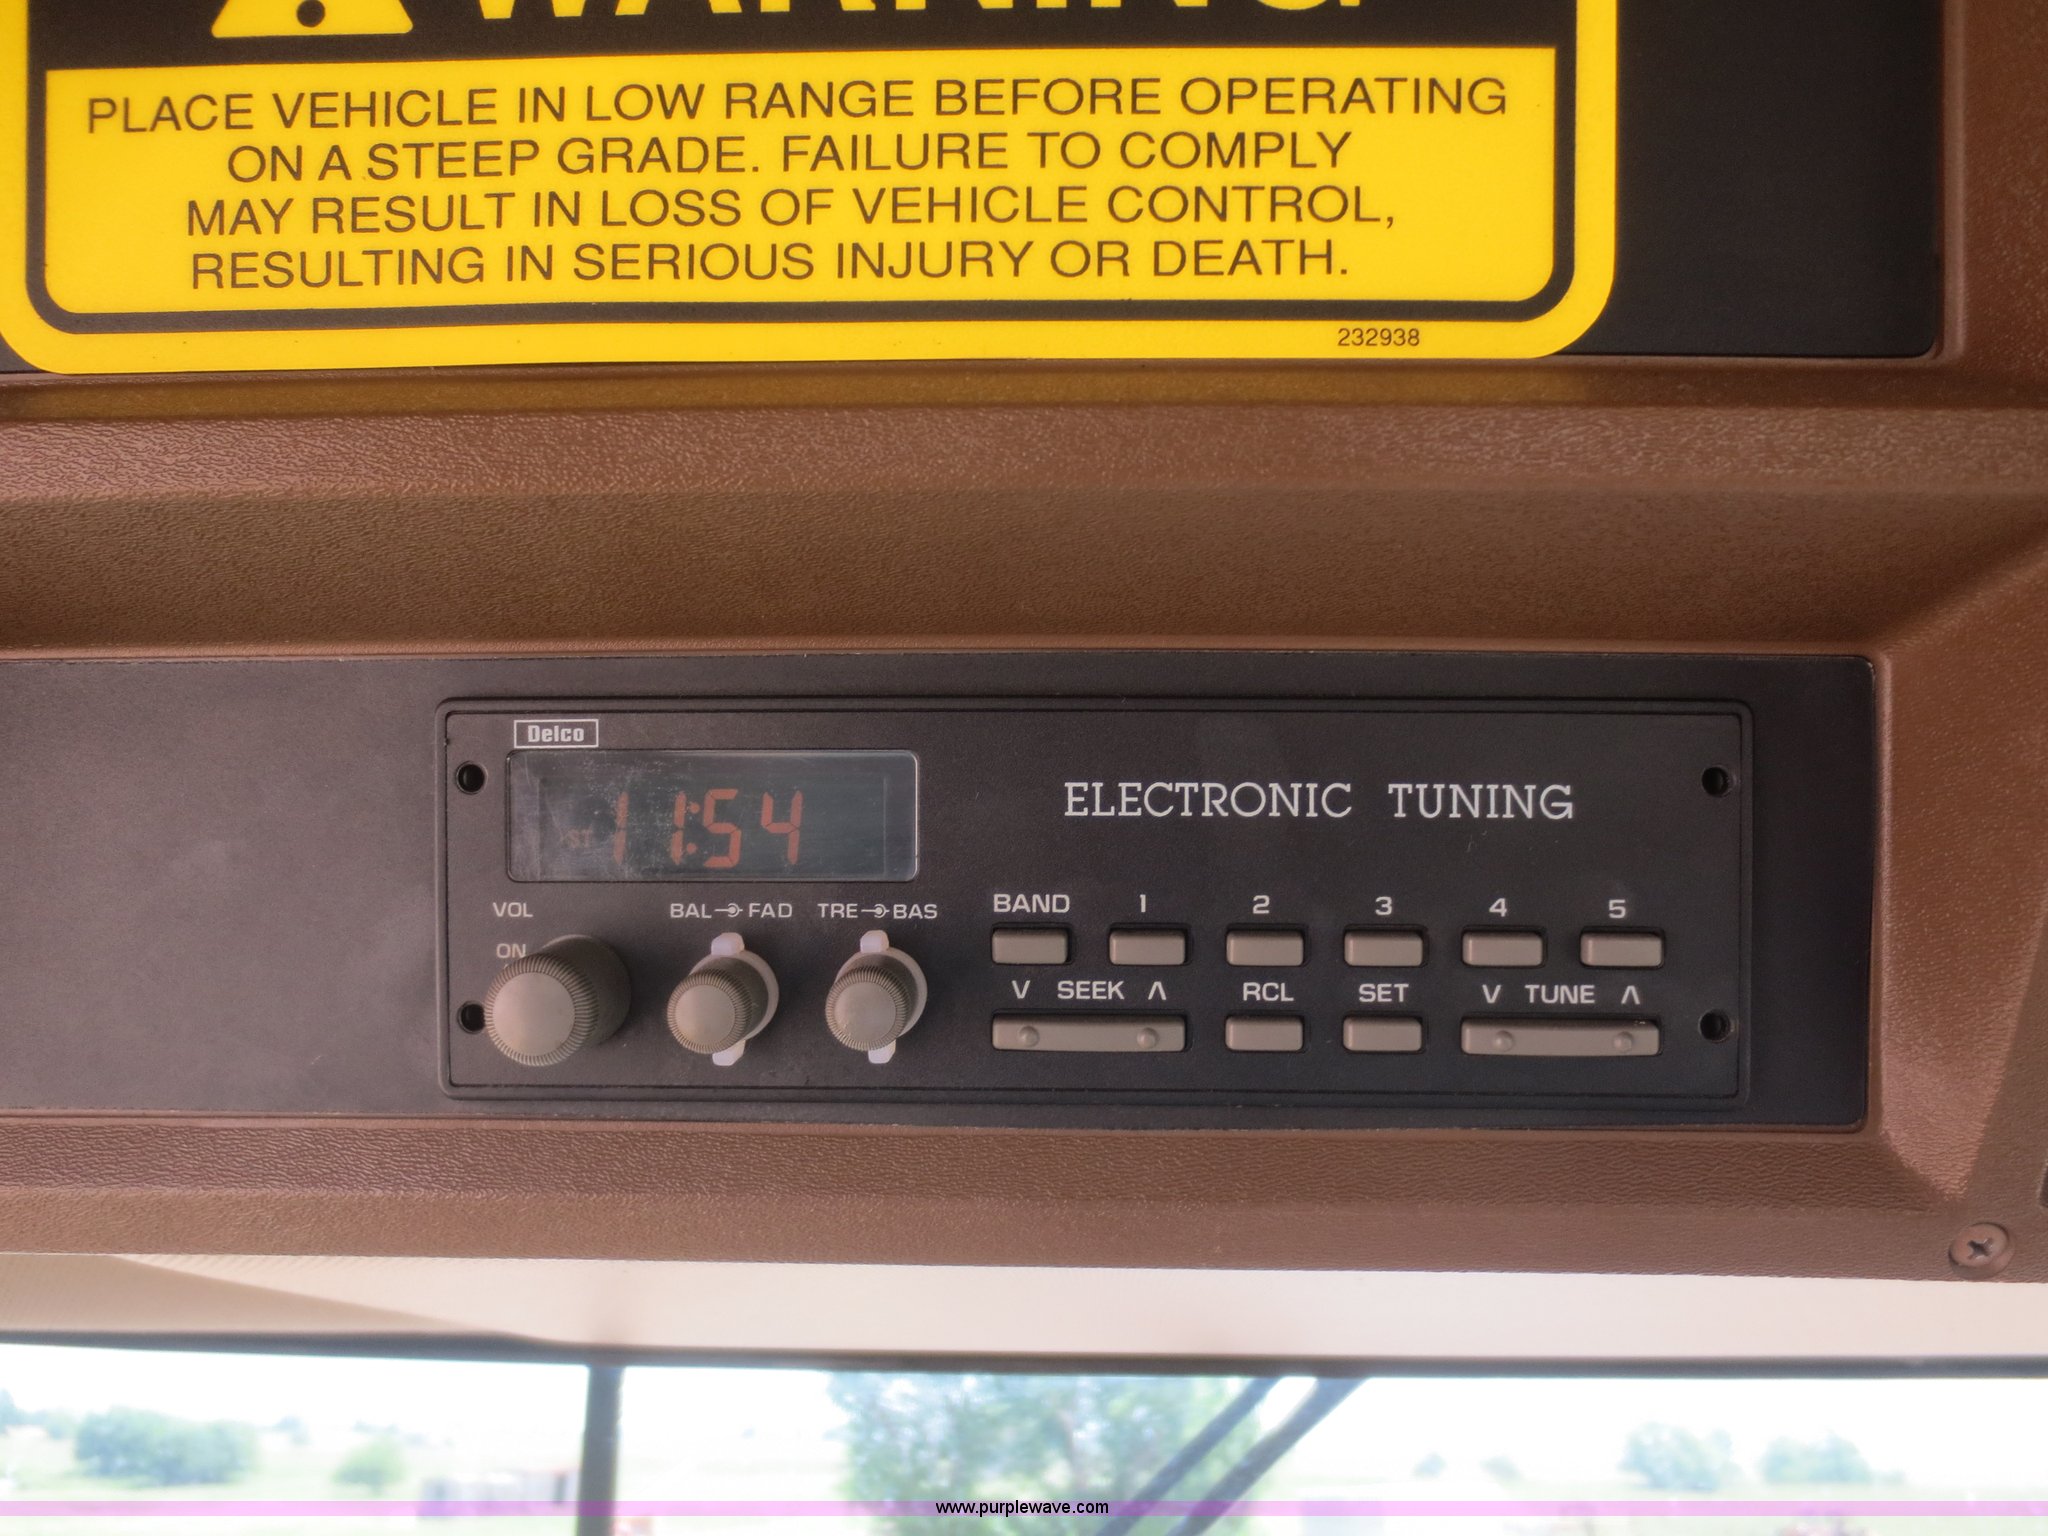 WARNING
PLACE VEHICLE IN LOW RANGE BEFORE OPERATING
ON A STEEP GRADE. FAILURE TO COMPLY
MAY RESULT IN LOSS OF VEHICLE CONTROL,
RESULTING IN SERIOUS INJURY OR DEATH.
232938
Delco
ST 11:54
ELECTRONIC TUNING
VOL BAL FAD TRE BAS
ON
BAND 1 2 3 4 5
V SEEK Λ RCL SET V TUNE Λ
www.purplewave.com